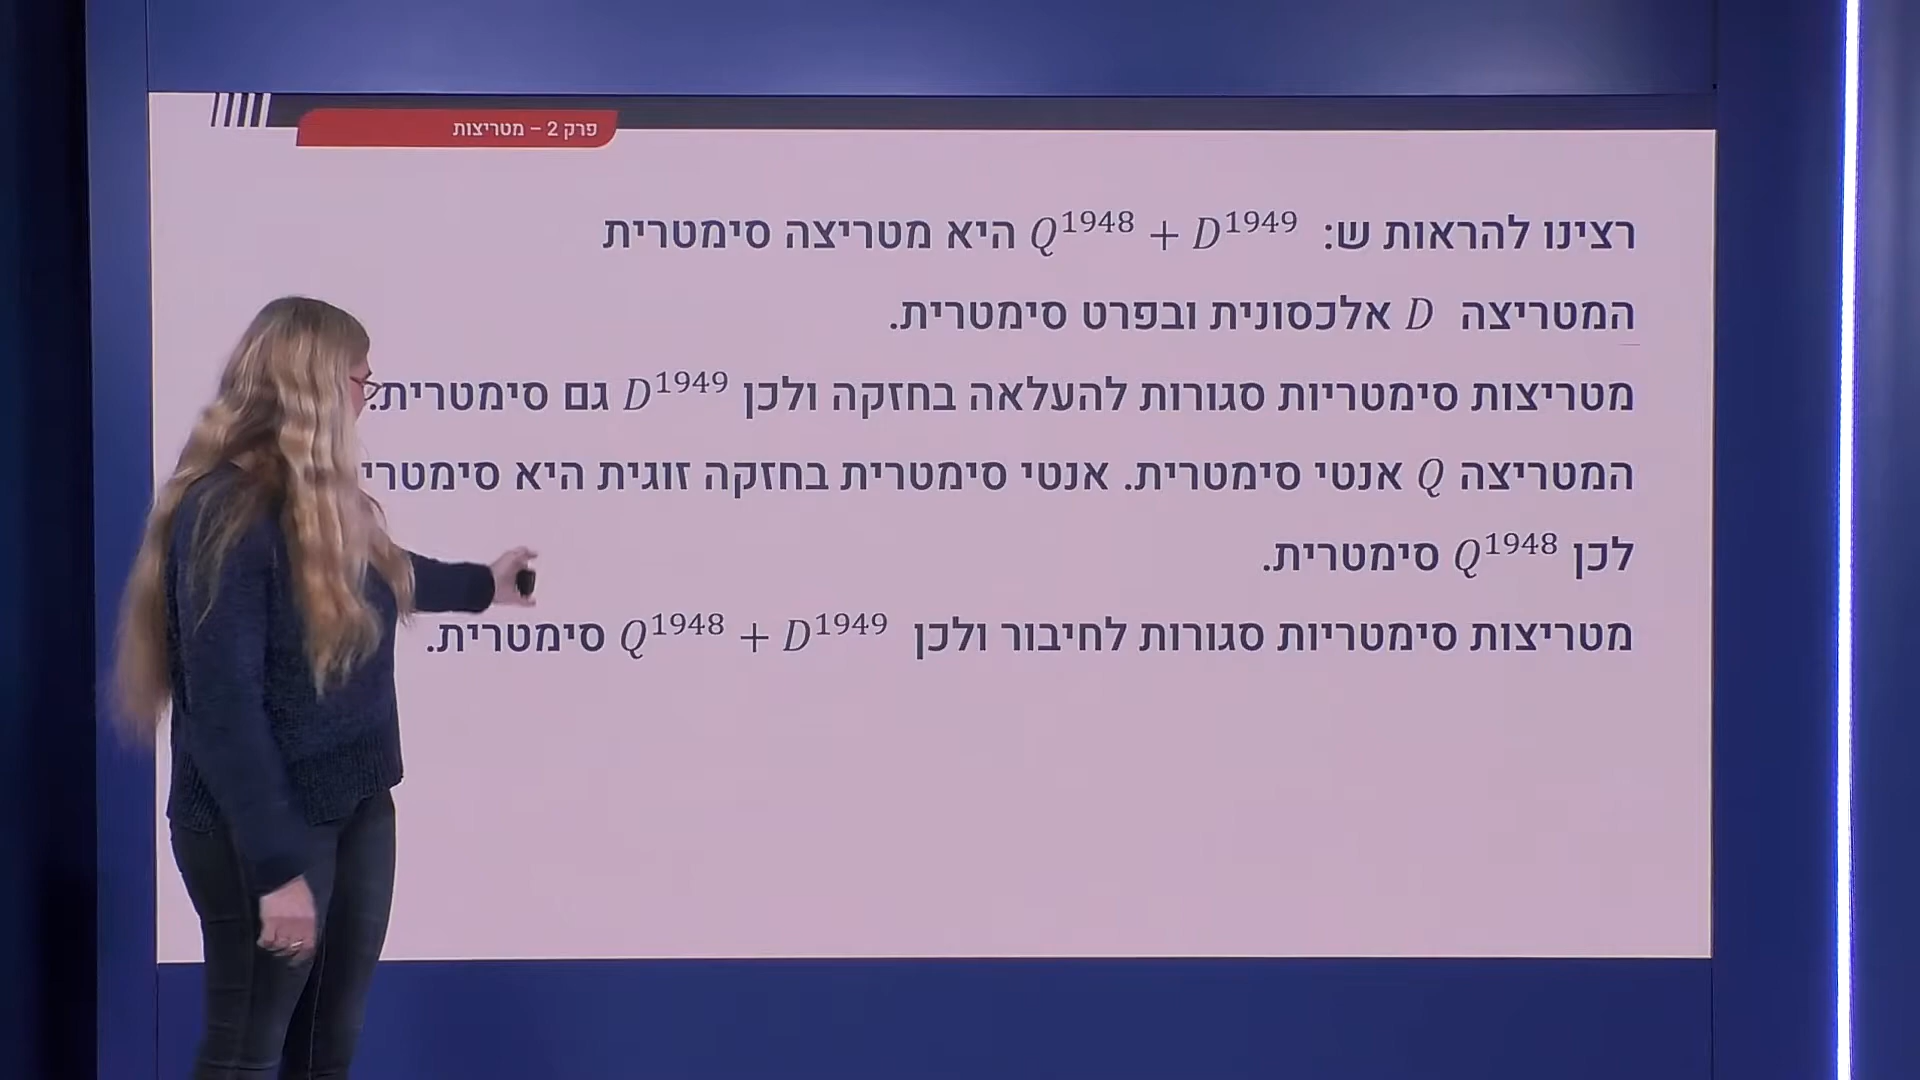 פרק 2 – מטריצות
רצינו להראות ש: Q^1948 + D^1949 היא מטריצה סימטרית
המטריצה D אלכסונית ובפרט סימטרית.
מטריצות סימטריות סגורות להעלאה בחזקה ולכן D^1949 גם סימטרית.
המטריצה Q אנטי סימטרית. אנטי סימטרית בחזקה זוגית היא
לכן Q^1948 סימטרית.
מטריצות סימטריות סגורות לחיבור ולכן Q^1948 + D^1949 סימטרית.